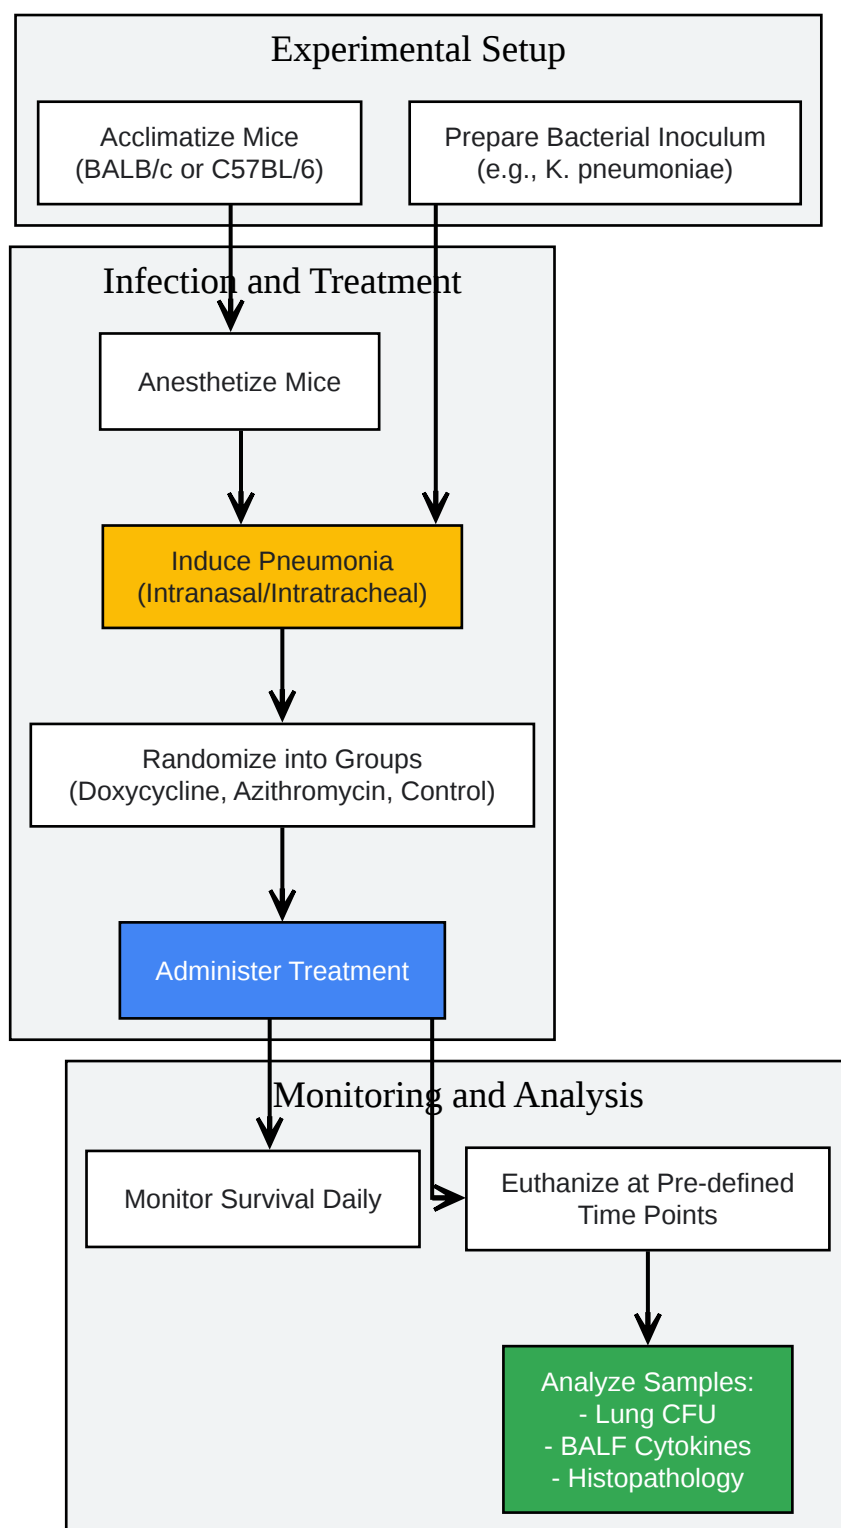 Experimental Setup
Acclimatize Mice
(BALB/c or C57BL/6)
Prepare Bacterial Inoculum
(e.g., K. pneumoniae)
Infection and Treatment
Anesthetize Mice
Induce Pneumonia
(Intranasal/Intratracheal)
Randomize into Groups
(Doxycycline, Azithromycin, Control)
Administer Treatment
Monitoring and Analysis
Monitor Survival Daily
Euthanize at Pre-defined
Time Points
Analyze Samples:
- Lung CFU
- BALF Cytokines
- Histopathology